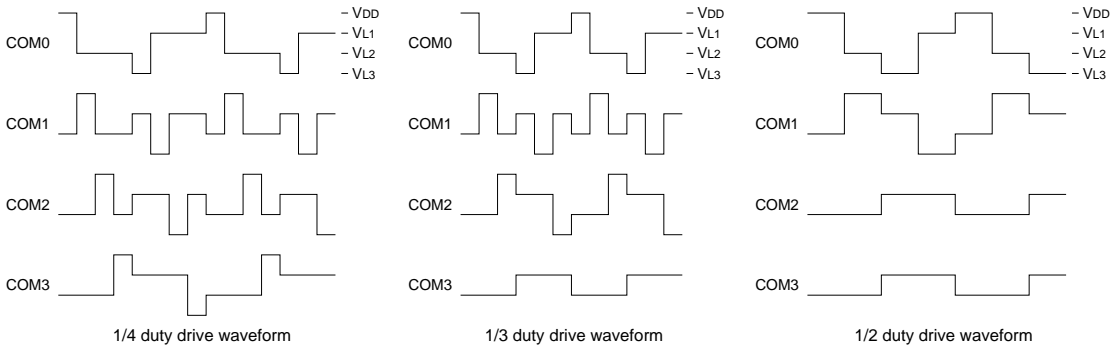 COM0
– VDD
– VL1
– VL2
– VL3
COM1
COM2
COM3
1/4 duty drive waveform
COM0
– VDD
– VL1
– VL2
– VL3
COM1
COM2
COM3
1/3 duty drive waveform
COM0
– VDD
– VL1
– VL2
– VL3
COM1
COM2
COM3
1/2 duty drive waveform